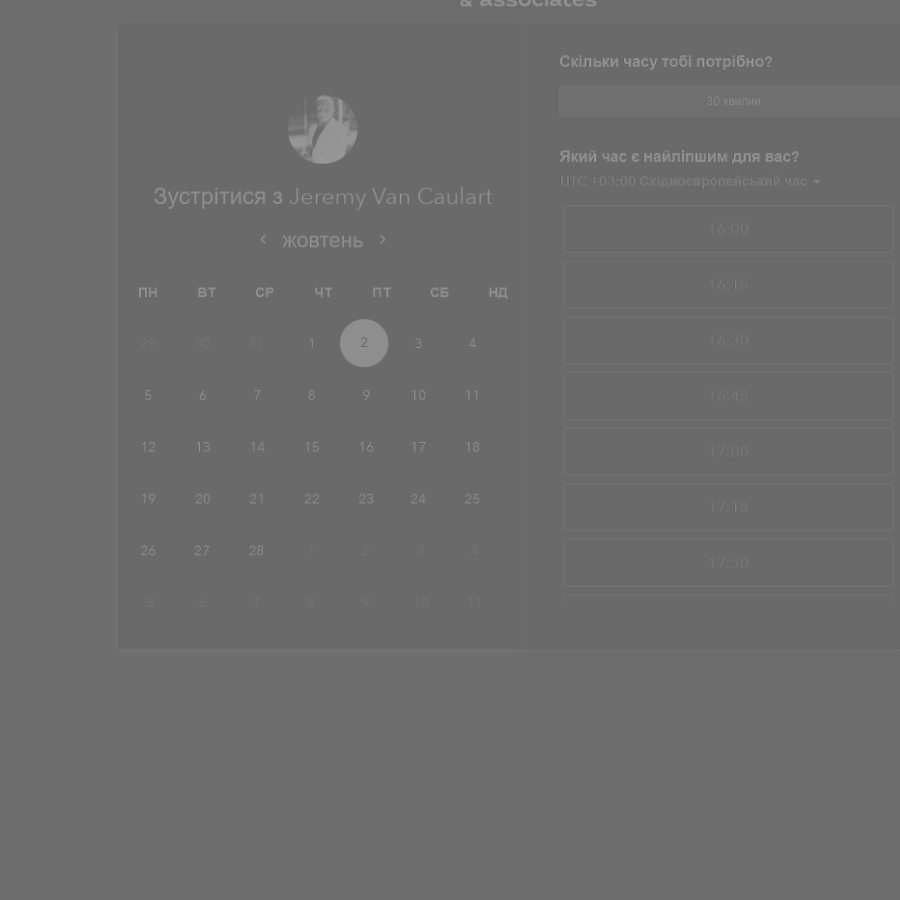 & associates
Зустрітися з Jeremy Van Caulart
жовтень
ПН ВТ СР ЧТ ПТ СБ НД
29 30 31 1 2 3 4
5 6 7 8 9 10 11
12 13 14 15 16 17 18
19 20 21 22 23 24 25
26 27 28 1 2 3 4
5 6 7 8 9 10 11
Скільки часу тобі потрібно?
30 хвилин
Який час є найліпшим для вас?
UTC +03:00 Східноєвропейський час
16:00
16:15
16:30
16:45
17:00
17:15
17:30